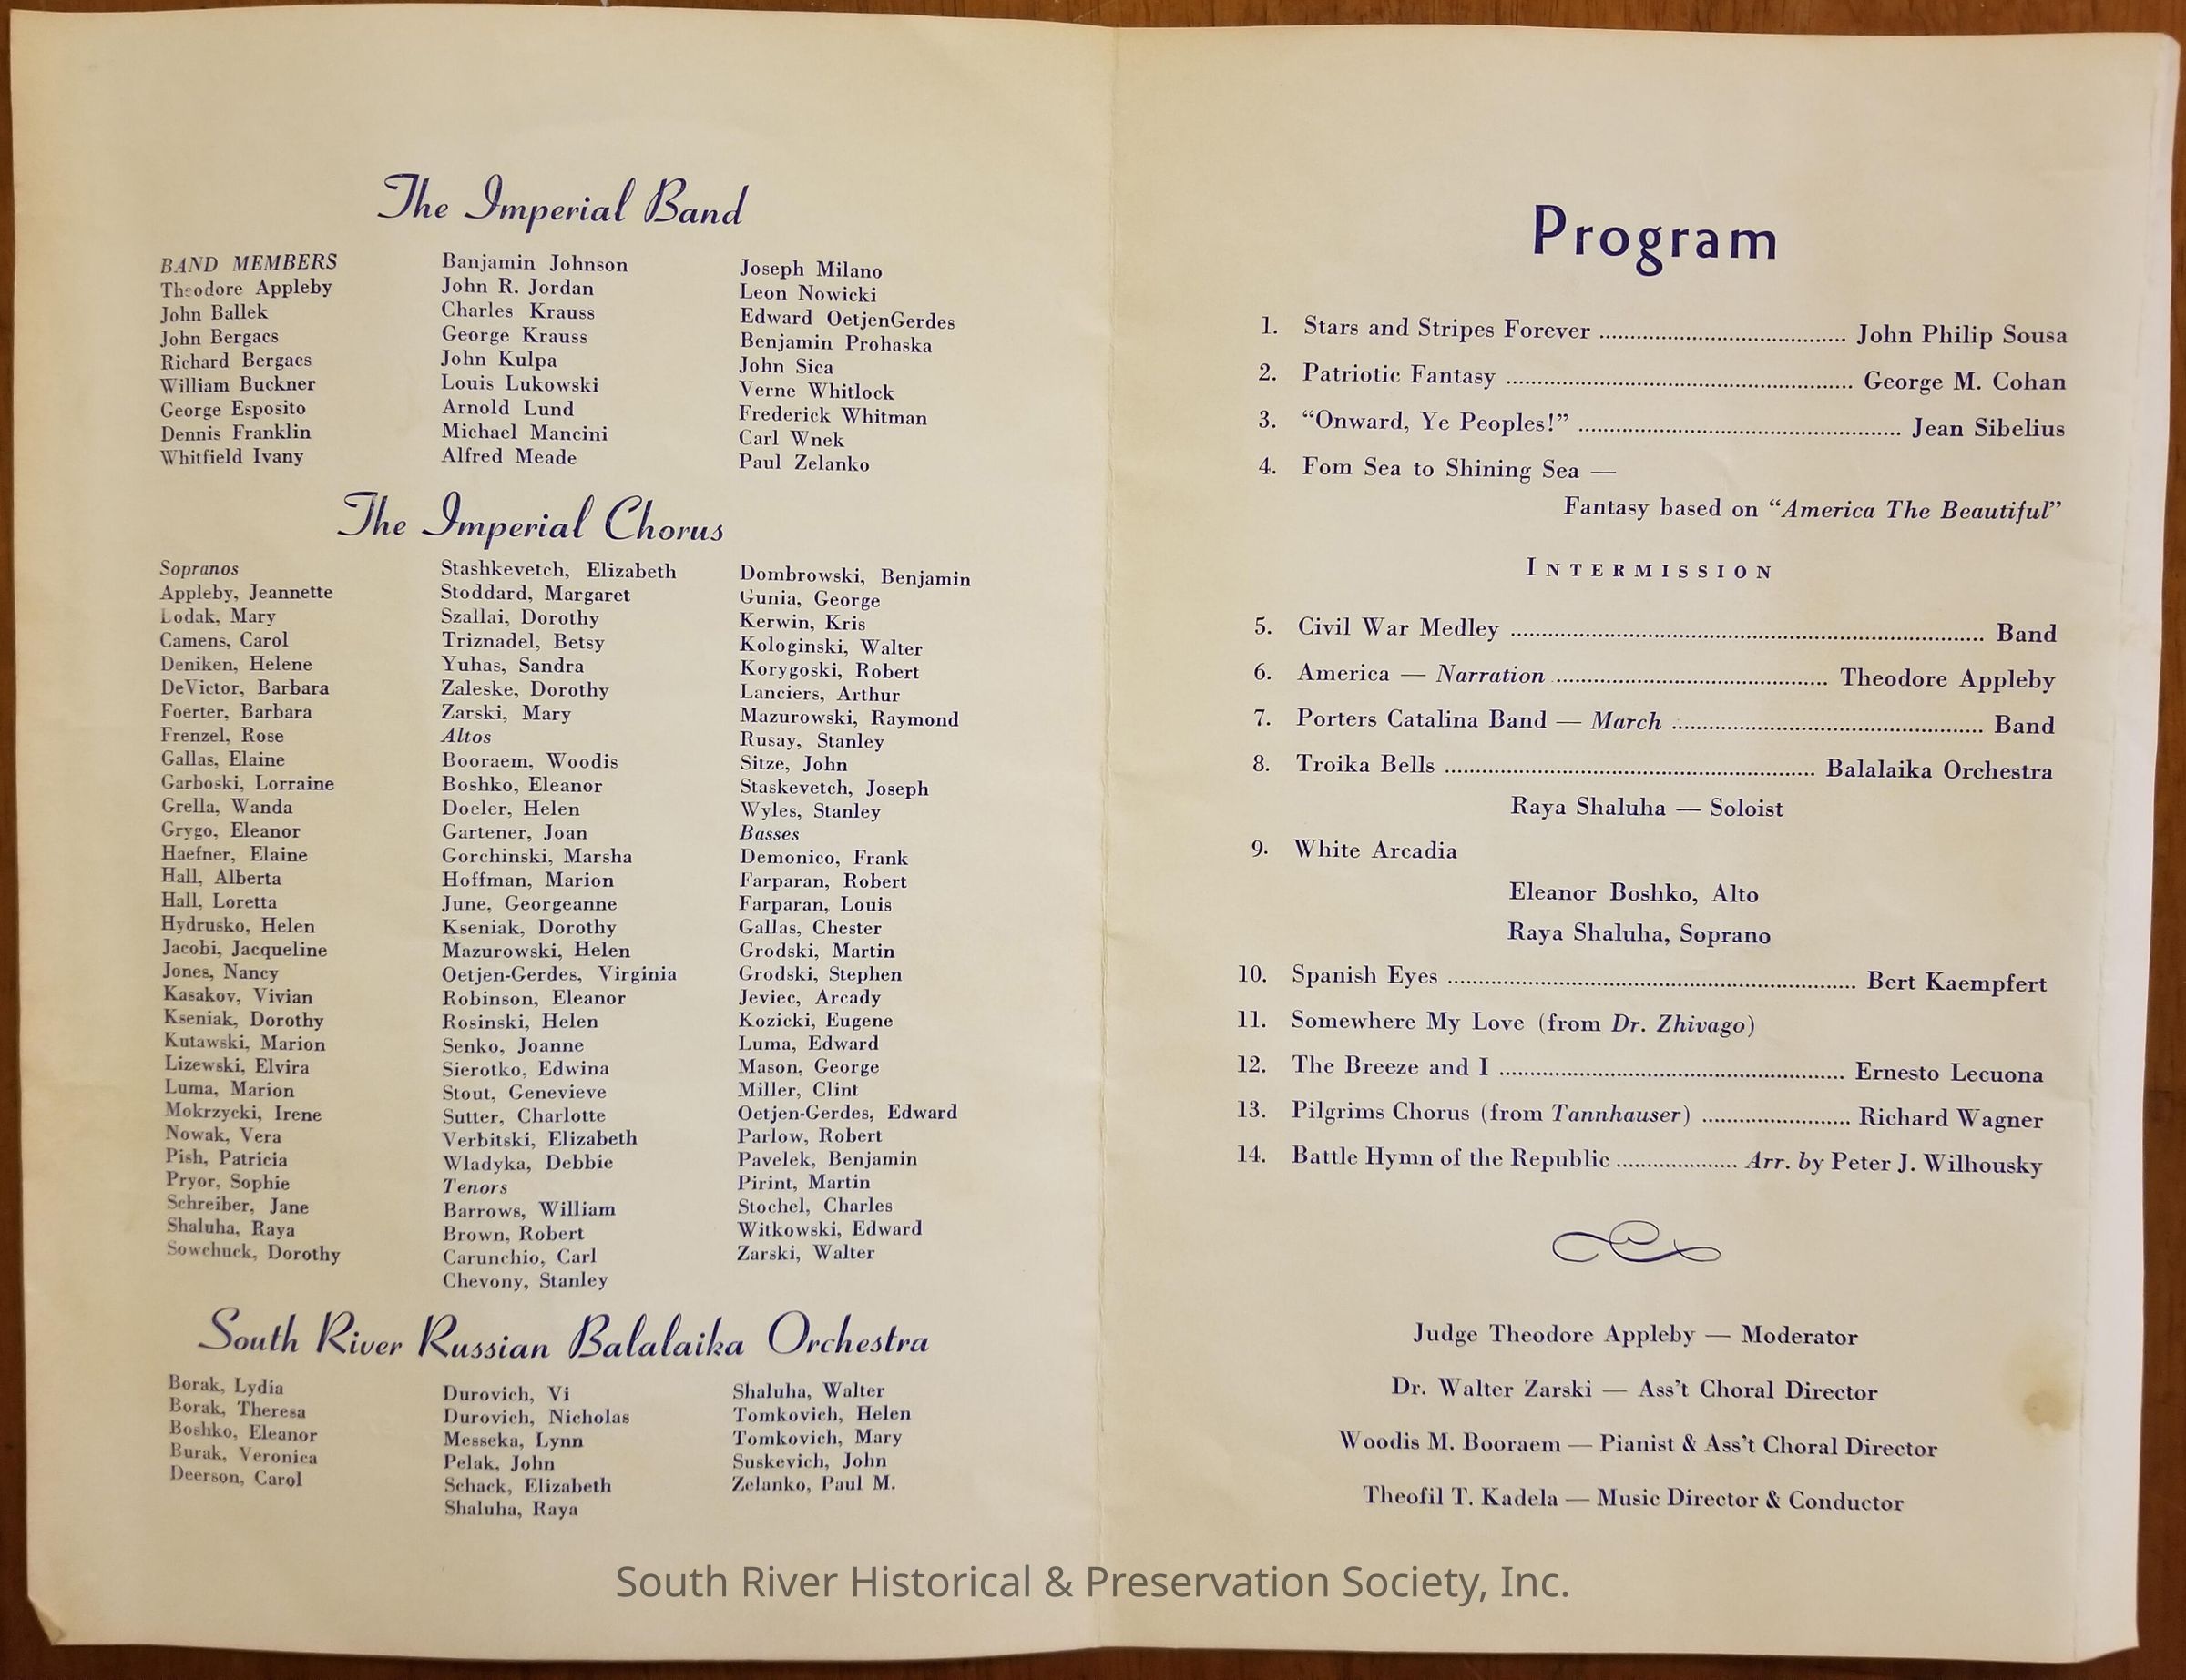 The Imperial Band
BAND MEMBERS
Theodore Appleby
John Ballek
John Bergacs
Richard Bergacs
William Buckner
George Esposito
Dennis Franklin
Whitfield Ivany
Banjamin Johnson
John R. Jordan
Charles Krauss
George Krauss
John Kulpa
Louis Lukowski
Arnold Lund
Michael Mancini
Alfred Meade
Joseph Milano
Leon Nowicki
Edward OetjenGerdes
Benjamin Prohaska
John Sica
Verne Whitlock
Frederick Whitman
Carl Wnek
Paul Zelanko
The Imperial Chorus
Sopranos
Appleby, Jeannette
Lodak, Mary
Camens, Carol
Deniken, Helene
DeVictor, Barbara
Foerter, Barbara
Frenzel, Rose
Gallas, Elaine
Garboski, Lorraine
Grella, Wanda
Grygo, Eleanor
Haefner, Elaine
Hall, Alberta
Hall, Loretta
Hydrusko, Helen
Jacobi, Jacqueline
Jones, Nancy
Kasakov, Vivian
Kseniak, Dorothy
Kutawski, Marion
Lizewski, Elvira
Luma, Marion
Mokrzycki, Irene
Nowak, Vera
Pish, Patricia
Pryor, Sophie
Schreiber, Jane
Shaluha, Raya
Sowchuck, Dorothy
Stashkevetch, Elizabeth
Stoddard, Margaret
Szallai, Dorothy
Triznadel, Betsy
Yuhas, Sandra
Zaleske, Dorothy
Zarski, Mary
Altos
Booraem, Woodis
Boshko, Eleanor
Doeler, Helen
Gartener, Joan
Gorchinski, Marsha
Hoffman, Marion
June, Georgeanne
Kseniak, Dorothy
Mazurowski, Helen
Oetjen-Gerdes, Virginia
Robinson, Eleanor
Rosinski, Helen
Senko, Joanne
Sierotko, Edwina
Stout, Genevieve
Sutter, Charlotte
Verbitski, Elizabeth
Wladyka, Debbie
Tenors
Barrows, William
Brown, Robert
Carunchio, Carl
Chevony, Stanley
Dombrowski, Benjamin
Gunia, George
Kerwin, Kris
Kologinski, Walter
Korygoski, Robert
Lanciers, Arthur
Mazurowski, Raymond
Rusay, Stanley
Sitze, John
Staskevetch, Joseph
Wyles, Stanley
Basses
Demonico, Frank
Farparan, Robert
Farparan, Louis
Gallas, Chester
Grodski, Martin
Grodski, Stephen
Jeviec, Arcady
Kozicki, Eugene
Luma, Edward
Mason, George
Miller, Clint
Oetjen-Gerdes, Edward
Parlow, Robert
Pavelek, Benjamin
Pirint, Martin
Stochel, Charles
Witkowski, Edward
Zarski, Walter
South River Russian Balalaika Orchestra
Borak, Lydia
Borak, Theresa
Boshko, Eleanor
Burak, Veronica
Deerson, Carol
Durovich, Vi
Durovich, Nicholas
Messeka, Lynn
Pelak, John
Schack, Elizabeth
Shaluha, Raya
Shaluha, Walter
Tomkovich, Helen
Tomkovich, Mary
Suskevich, John
Zelanko, Paul M.
Program
1. Stars and Stripes Forever ........ John Philip Sousa
2. Patriotic Fantasy ........ George M. Cohan
3. “Onward, Ye Peoples!” ........ Jean Sibelius
4. Fom Sea to Shining Sea —
Fantasy based on “America The Beautiful”
INTERMISSION
5. Civil War Medley ........ Band
6. America — Narration ........ Theodore Appleby
7. Porters Catalina Band — March ........ Band
8. Troika Bells ........ Balalaika Orchestra
Raya Shaluha — Soloist
9. White Arcadia
Eleanor Boshko, Alto
Raya Shaluha, Soprano
10. Spanish Eyes ........ Bert Kaempfert
11. Somewhere My Love (from Dr. Zhivago)
12. The Breeze and I ........ Ernesto Lecuona
13. Pilgrims Chorus (from Tannhauser) ........ Richard Wagner
14. Battle Hymn of the Republic ........ Arr. by Peter J. Wilhousky
Judge Theodore Appleby — Moderator
Dr. Walter Zarski — Ass't Choral Director
Woodis M. Booraem — Pianist & Ass't Choral Director
Theofil T. Kadela — Music Director & Conductor
South River Historical & Preservation Society, Inc.